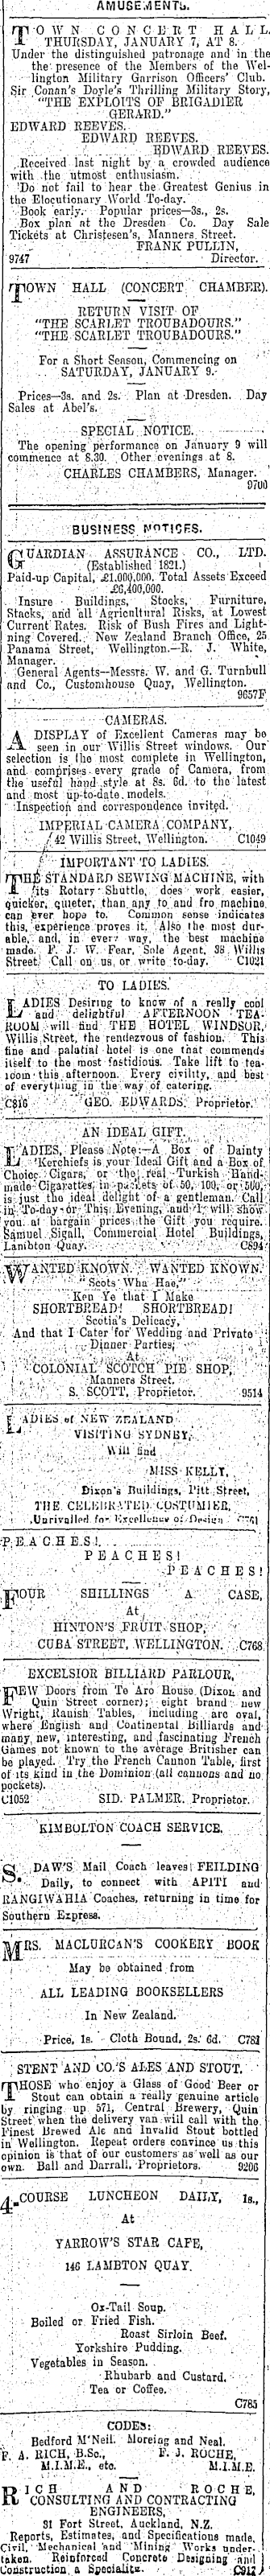 AMUSEMENTS.
TOWN CONCERT HALL.
THURSDAY, JANUARY 7, AT 8.
Under the distinguished patronage and in the
the presence of the Members of the Wel-
lington Military Garrison Officers' Club.
Sir Conan's Doyle's Thrilling Military Story,
"THE EXPLOITS OF BRIGADIER
GERARD."
EDWARD REEVES.
EDWARD REEVES.
EDWARD REEVES.
Received last night by a crowded audience
with the utmost enthusiasm.
Do not fail to hear the Greatest Genius in
the Elocutionary World To-day.
Book early. Popular prices—3s., 2s.
Box plan at the Dresden Co. Day Sale
Tickets at Christesen's, Manners Street.
FRANK PULLIN,
9747 Director.
TOWN HALL (CONCERT CHAMBER).
RETURN VISIT OF
"THE SCARLET TROUBADOURS."
"THE SCARLET TROUBADOURS."
For a Short Season, Commencing on
SATURDAY, JANUARY 9.
Prices—3s. and 2s. Plan at Dresden. Day
Sales at Abel's.
SPECIAL NOTICE.
The opening performance on January 9 will
commence at 8.30. Other evenings at 8.
CHARLES CHAMBERS, Manager.
9700
BUSINESS NOTICES.
GUARDIAN ASSURANCE CO., LTD.
(Established 1821.)
Paid-up Capital, £1,000,000. Total Assets Exceed
£6,400,000.
Insure Buildings, Stocks, Furniture,
Stacks, and all Agricultural Risks, at Lowest
Current Rates. Risk of Bush Fires and Light-
ning Covered. New Zealand Branch Office, 25
Panama Street, Wellington.—R. J. White,
Manager.
General Agents—Messrs. W. and G. Turnbull
and Co., Customhouse Quay, Wellington.
9657F
CAMERAS.
A DISPLAY of Excellent Cameras may be
seen in our Willis Street windows. Our
selection is the most complete in Wellington,
and comprises every grade of Camera, from
the useful hand style at 8s. 6d. to the latest
and most up-to-date models.
Inspection and correspondence invited.
IMPERIAL CAMERA COMPANY,
42 Willis Street, Wellington. C1049
IMPORTANT TO LADIES.
THE STANDARD SEWING MACHINE, with
its Rotary Shuttle, does work easier,
quicker, quieter, than any to and fro machine
can ever hope to. Common sense indicates
this, experience proves it. Also the most dur-
able, and, in every way, the best machine
made. F. J. W. Fear, Sole Agent, 38 Willis
Street. Call on us or write to-day. C1021
TO LADIES.
LADIES Desiring to know of a really cool
and delightful AFTERNOON TEA-
ROOM will find THE HOTEL WINDSOR,
Willis Street, the rendezvous of fashion. This
fine and palatial hotel is one that commends
itself to the most fastidious. Take lift to tea-
room this afternoon. Every civility, and best
of everything in the way of catering.
C816 GEO. EDWARDS, Proprietor.
AN IDEAL GIFT.
LADIES, Please Note:—A Box of Dainty
'Kerchiefs is your Ideal Gift and a Box of
Choice Cigars, or the real Turkish Hand-
made Cigarettes in packets of 50, 100, or 500,
is just the ideal delight of a gentleman. Call
in To-day or This Evening, and I will show
you at bargain prices the Gift you require.
Samuel Sigall, Commercial Hotel Buildings,
Lambton Quay. C894
WANTED KNOWN. WANTED KNOWN.
"Scots Wha Hae,"
Ken Ye that I Make
SHORTBREAD! SHORTBREAD!
Scotia's Delicacy,
And that I Cater for Wedding and Private
Dinner Parties,
At
COLONIAL SCOTCH PIE SHOP,
Manners Street.
S. SCOTT, Proprietor. 9514
LADIES of NEW ZEALAND
VISITING SYDNEY,
Will find
MISS KELLY,
Dixon's Buildings, Pitt Street,
THE CELEBRATED COSTUMIER,
Unrivalled for Excellence of Design
PEACHES!
PEACHES!
PEACHES!
FOUR SHILLINGS A CASE,
At
HINTON'S FRUIT SHOP,
CUBA STREET, WELLINGTON. C768
EXCELSIOR BILLIARD PARLOUR,
FEW Doors from Te Aro House (Dixon and
Quin Street corner); eight brand new
Wright, Ranish Tables, including are oval,
where English and Continental Billiards and
many new, interesting, and fascinating French
Games not known to the average Britisher can
be played. Try the French Cannon Table, first
of its kind in the Dominion (all cannons and no
pockets).
C1052 SID. PALMER, Proprietor.
KIMBOLTON COACH SERVICE.
S. DAW'S Mail Coach leaves FEILDING
Daily, to connect with APITI and
RANGIWAHIA Coaches, returning in time for
Southern Express.
MRS. MACLURCAN'S COOKERY BOOK
May be obtained from
ALL LEADING BOOKSELLERS
In New Zealand.
Price, 1s. Cloth Bound, 2s. 6d. C782
STENT AND CO.'S ALES AND STOUT.
THOSE who enjoy a Glass of Good Beer or
Stout can obtain a really genuine article
by ringing up 571, Central Brewery, Quin
Street when the delivery van will call with the
Finest Brewed Ale and Invalid Stout bottled
in Wellington. Repeat orders convince us this
opinion is that of our customers as well as our
own. Ball and Darrall, Proprietors. 9206
4-COURSE LUNCHEON DAILY, 1s.,
At
YARROW'S STAR CAFE,
146 LAMBTON QUAY.
Ox-Tail Soup.
Boiled or Fried Fish.
Roast Sirloin Beef.
Yorkshire Pudding.
Vegetables in Season.
Rhubarb and Custard.
Tea or Coffee.
C785
CODES:
Bedford M'Neil. Moreing and Neal.
F. A. RICH, B.Sc., F. J. ROCHE,
M.I.M.E., etc. M.I.M.E.
RICH AND ROCHE,
CONSULTING AND CONTRACTING
ENGINEERS,
31 Fort Street, Auckland, N.Z.
Reports, Estimates, and Specifications made.
Civil, Mechanical and Mining Works under-
taken. Reinforced Concrete Designing and
Construction a Specialite. C912